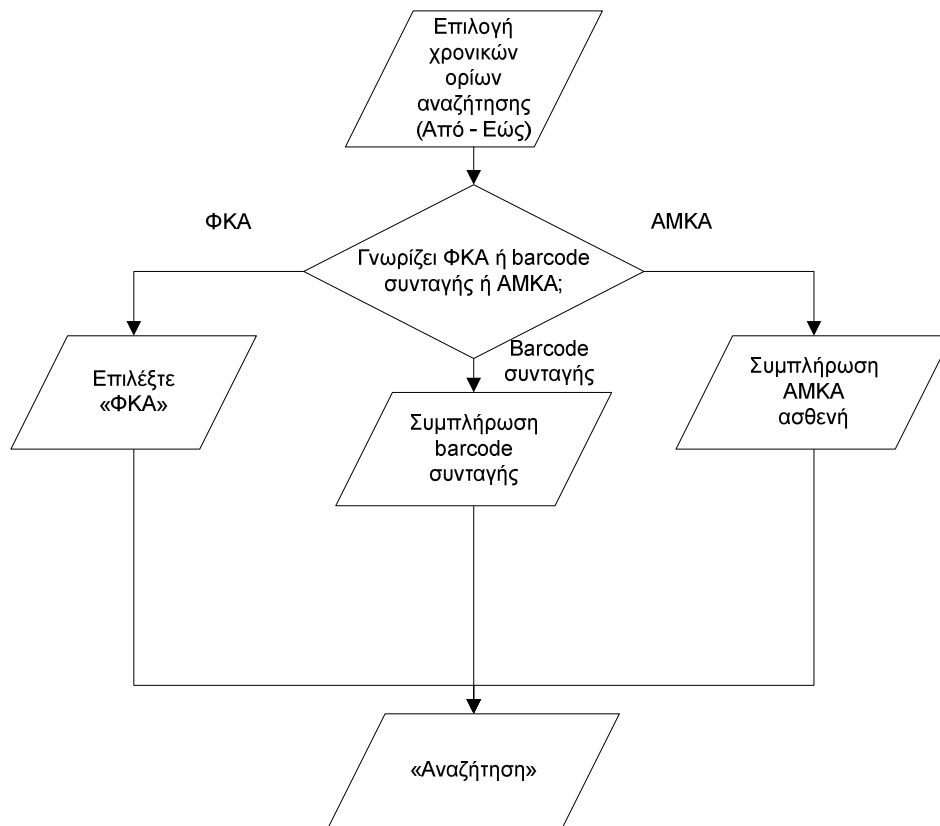 Επιλογή
χρονικών
ορίων
αναζήτησης
(Από - Εώς)
ΦΚΑ
ΑΜΚΑ
Γνωρίζει ΦΚΑ ή barcode
συνταγής ή ΑΜΚΑ;
Barcode
συνταγής
Επιλέξτε
«ΦΚΑ»
Συμπλήρωση
barcode
συνταγής
Συμπλήρωση
ΑΜΚΑ
ασθενή
«Αναζήτηση»